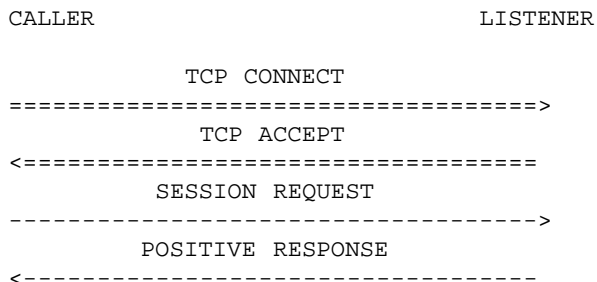 CALLER                          LISTENER
            TCP CONNECT
====================================>
             TCP ACCEPT
<===================================
          SESSION REQUEST
------------------------------------>
         POSITIVE RESPONSE
<-----------------------------------